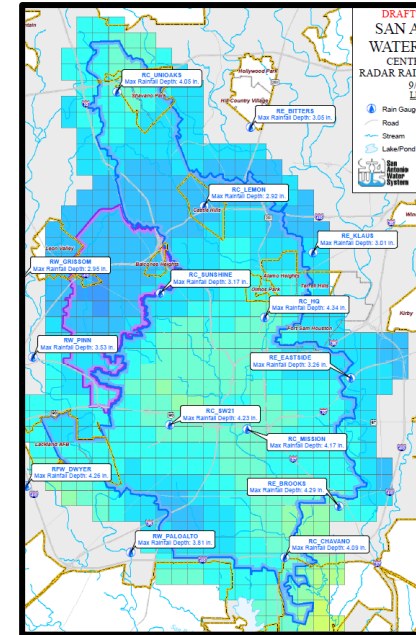 DRAFT
SAN A
WATER
CENT
RADAR RAI
9/
Rain Gaug
Road
Stream
Lake/Pond
San
Antonio
Water
System
Hollywood Park
RC_UNIOAKS
Max Rainfall Depth: 4.05 in.
Shavano Park
Hill Country Village
RE_BITTERS
Max Rainfall Depth: 3.05 in.
RC_LEMON
Max Rainfall Depth: 2.92 in.
Castle Hills
RE_KLAUS
Max Rainfall Depth: 3.01 in.
Leon Valley
RW_GRISSOM
Max Rainfall Depth: 2.95 in.
Balcones Heights
RC_SUNSHINE
Max Rainfall Depth: 3.17 in.
Alamo Heights
Olmos Park
Terrell Hills
RC_HQ
Max Rainfall Depth: 4.34 in.
Kirby
Fort Sam Houston
RW_PINN
Max Rainfall Depth: 3.53 in.
RE_EASTSIDE
Max Rainfall Depth: 3.26 in.
RC_SW21
Max Rainfall Depth: 4.23 in.
RC_MISSION
Max Rainfall Depth: 4.17 in.
Lackland AFB
RFW_DWYER
Max Rainfall Depth: 4.26 in.
RE_BROOKS
Max Rainfall Depth: 4.29 in.
RW_PALOALTO
Max Rainfall Depth: 3.81 in.
RC_CHAVANO
Max Rainfall Depth: 4.09 in.